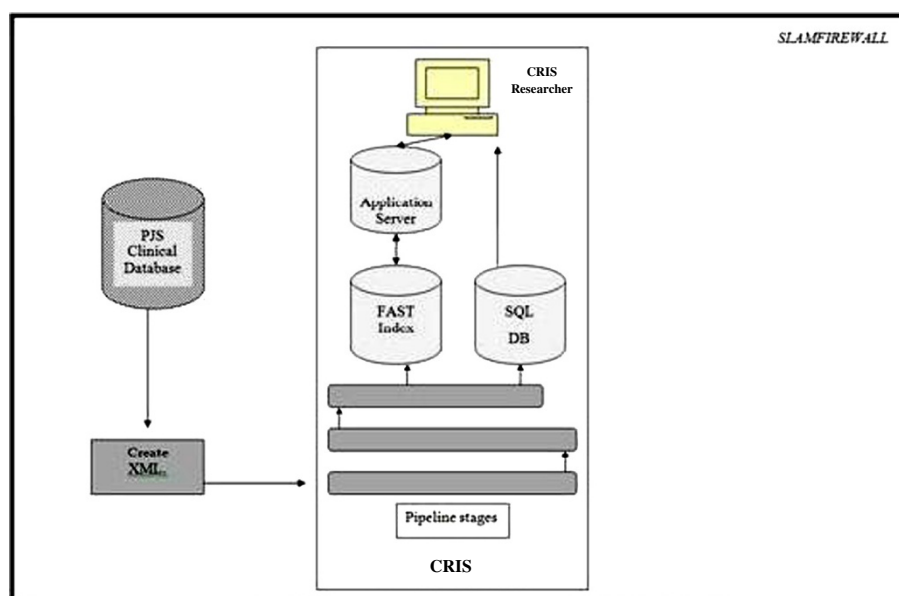 SLAMFIREWALL
CRIS
Researcher
Application
Server
PJS
Clinical
Database
FAST
Index
SQL
DB
Create
XML.
Pipeline stages
CRIS